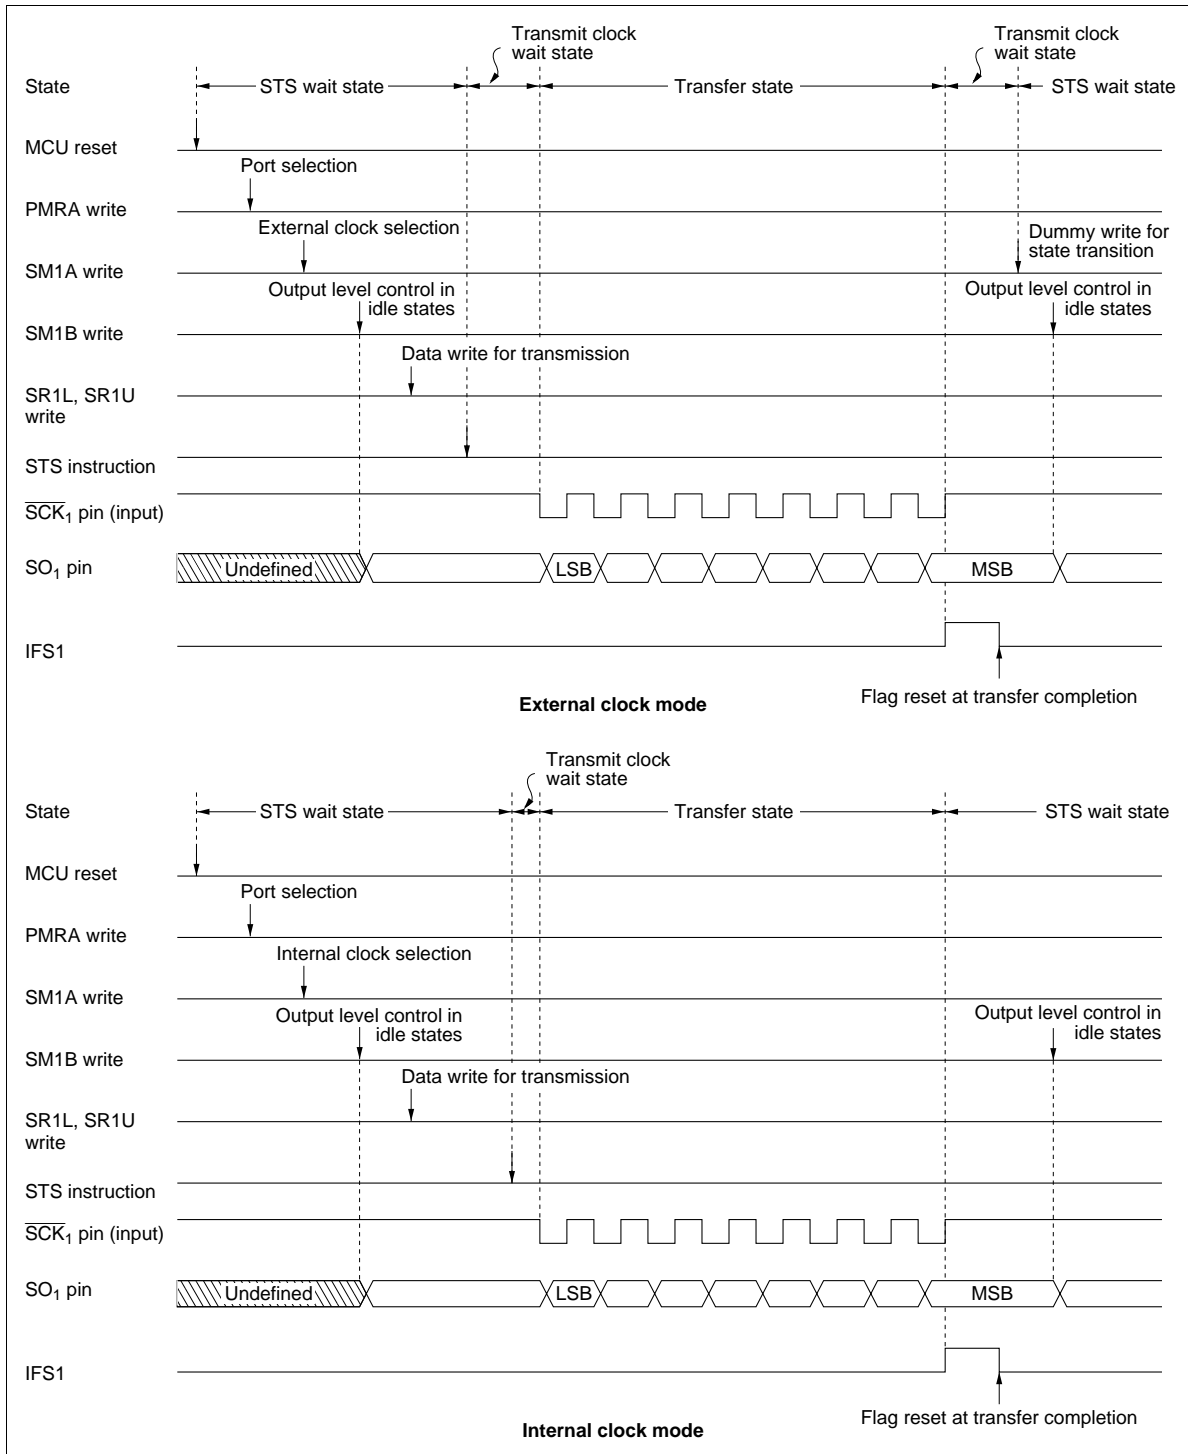 Transmit clock
wait state
Transmit clock
wait state
State
STS wait state
Transfer state
STS wait state
MCU reset
Port selection
PMRA write
External clock selection
Dummy write for
state transition
SM1A write
Output level control in
idle states
Output level control in
idle states
SM1B write
Data write for transmission
SR1L, SR1U
write
STS instruction
SCK1 pin (input)
SO1 pin
Undefined
LSB
MSB
IFS1
Flag reset at transfer completion
External clock mode
Transmit clock
wait state
State
STS wait state
Transfer state
STS wait state
MCU reset
Port selection
PMRA write
Internal clock selection
SM1A write
Output level control in
idle states
Output level control in
idle states
SM1B write
Data write for transmission
SR1L, SR1U
write
STS instruction
SCK1 pin (input)
SO1 pin
Undefined
LSB
MSB
IFS1
Flag reset at transfer completion
Internal clock mode